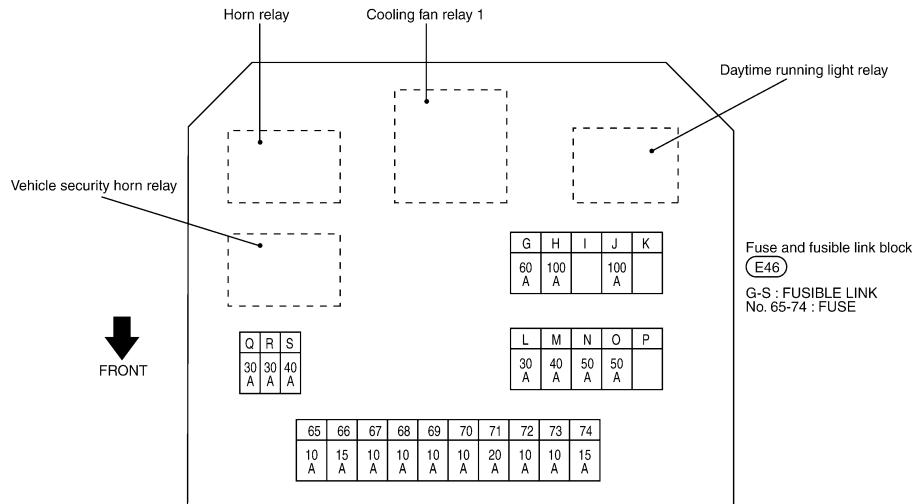 Horn relay
Cooling fan relay 1
Daytime running light relay
Vehicle security horn relay
G H I J K
60 A 100 A 100 A
Fuse and fusible link block
E46
G-S : FUSIBLE LINK
No. 65-74 : FUSE
FRONT
Q R S
30 A 30 A 40 A
L M N O P
30 A 40 A 50 A 50 A
65 66 67 68 69 70 71 72 73 74
10 A 15 A 10 A 10 A 10 A 10 A 20 A 10 A 10 A 15 A